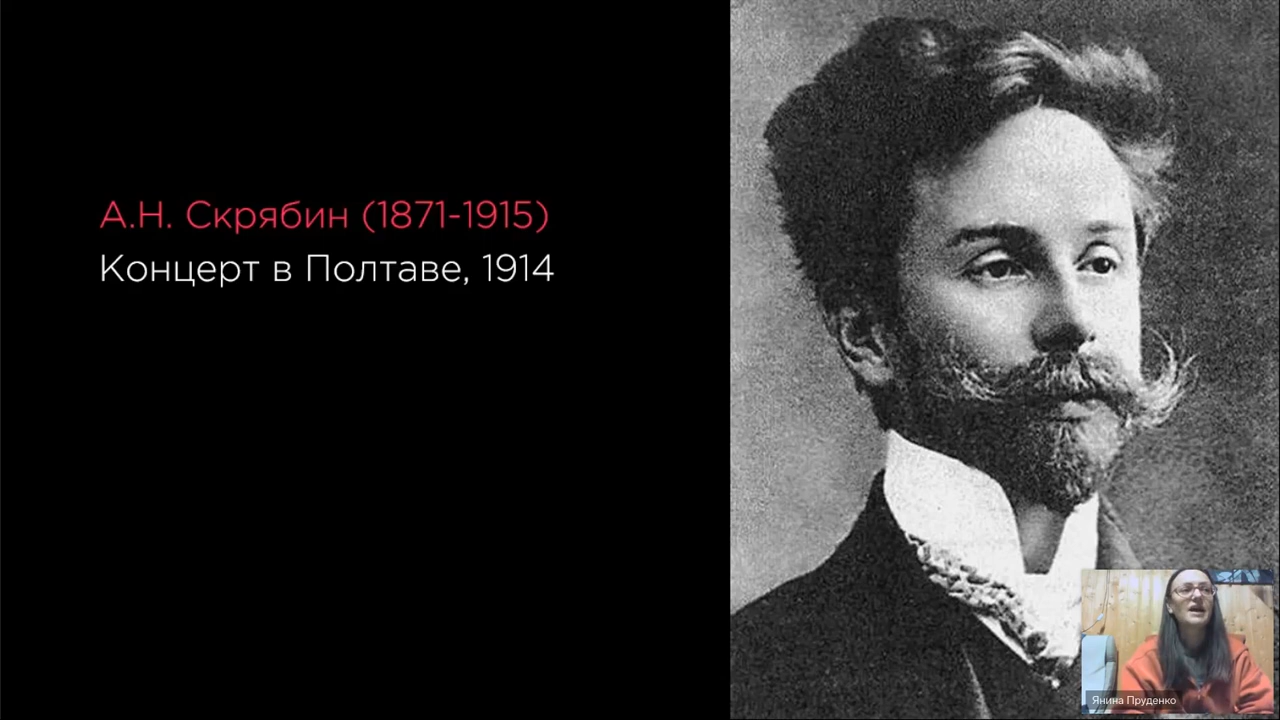 А.Н. Скрябин (1871-1915)
Концерт в Полтаве, 1914
Янина Пруденко